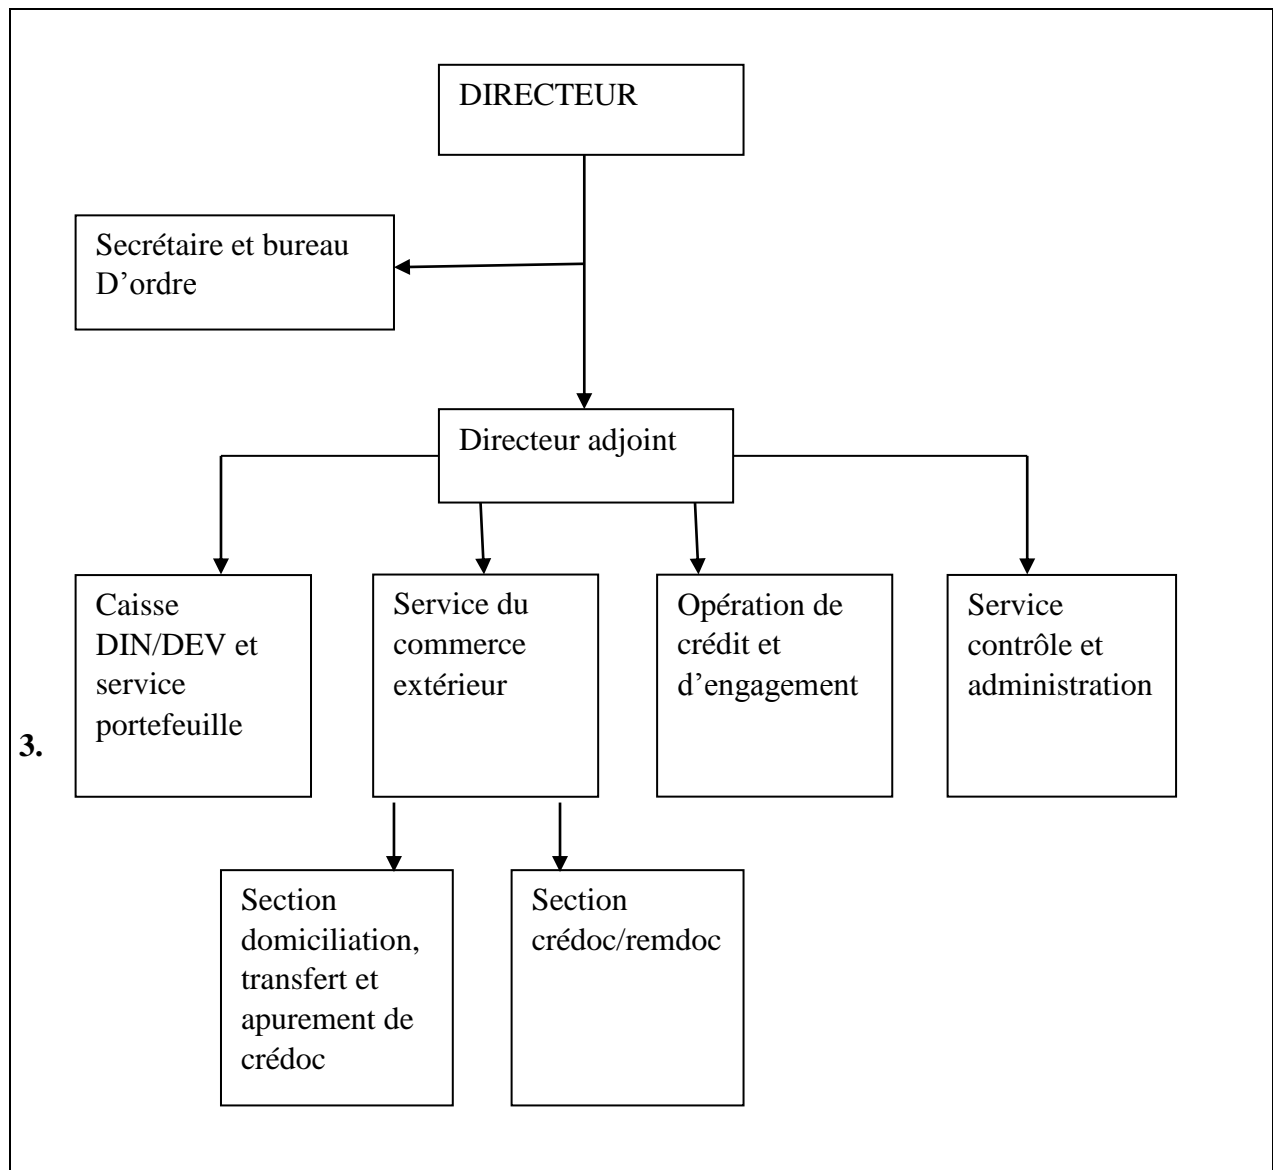 DIRECTEUR
Secrétaire et bureau
D’ordre
Directeur adjoint
Caisse
DIN/DEV et
service
portefeuille
Service du
commerce
extérieur
Opération de
crédit et
d’engagement
Service
contrôle et
administration
3.
Section
domiciliation,
transfert et
apurement de
crédoc
Section
crédoc/remdoc